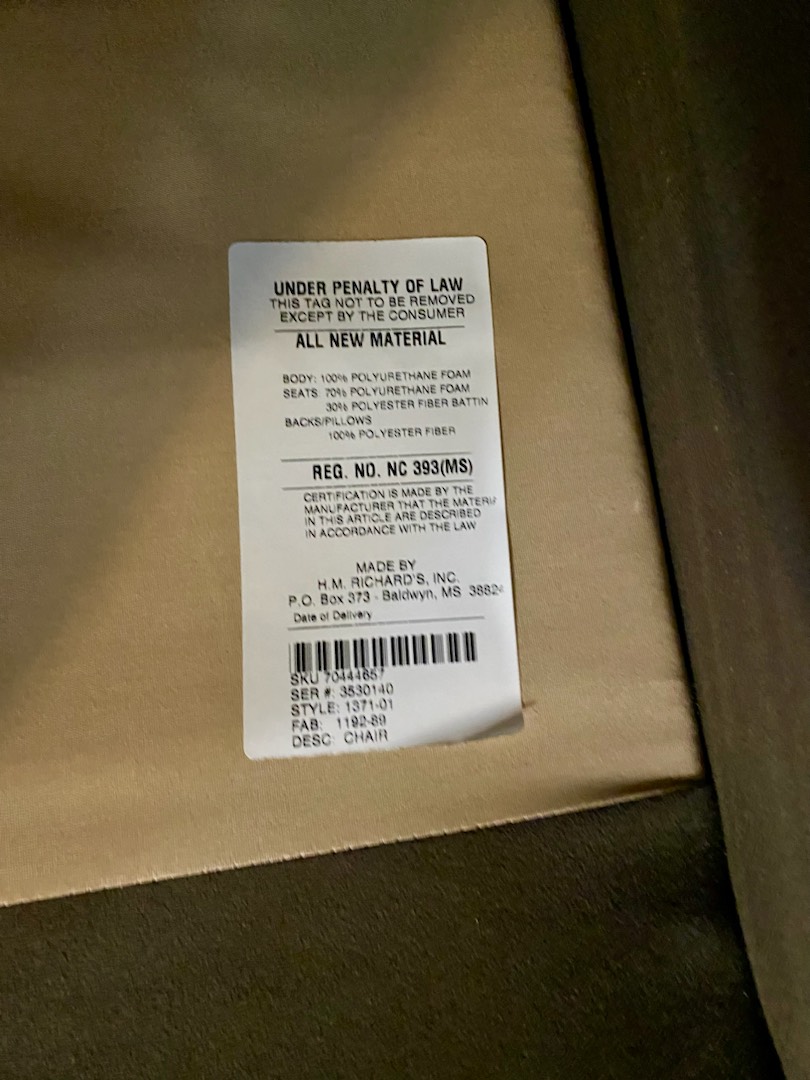 UNDER PENALTY OF LAW
THIS TAG NOT TO BE REMOVED
EXCEPT BY THE CONSUMER
ALL NEW MATERIAL
BODY: 100% POLYURETHANE FOAM
SEATS: 70% POLYURETHANE FOAM
30% POLYESTER FIBER BATTIN
BACKS/PILLOWS
100% POLYESTER FIBER
REG. NO. NC 393(MS)
CERTIFICATION IS MADE BY THE
MANUFACTURER THAT THE MATERI
IN THIS ARTICLE ARE DESCRIBED
IN ACCORDANCE WITH THE LAW
MADE BY
H.M. RICHARD'S, INC.
P.O. Box 373 - Baldwyn, MS 38824
Date of Delivery
SKU 70444657
SER #: 3530140
STYLE: 1371-01
FAB: 1192-89
DESC: CHAIR